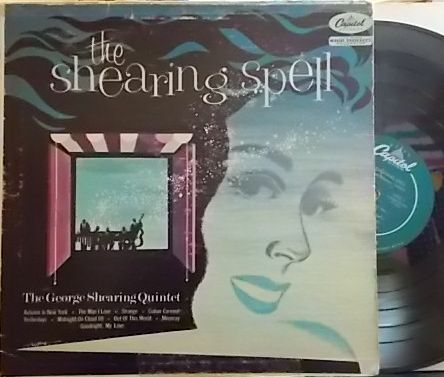 Capitol
the
shearing spell
The George Shearing Quintet
Autumn in New York • The Man I Love • Strange • Cuban Carnival
Yesterdays • Midnight On Cloud 69 • Out Of This World • Moonray
Goodnight, My Love
Capitol